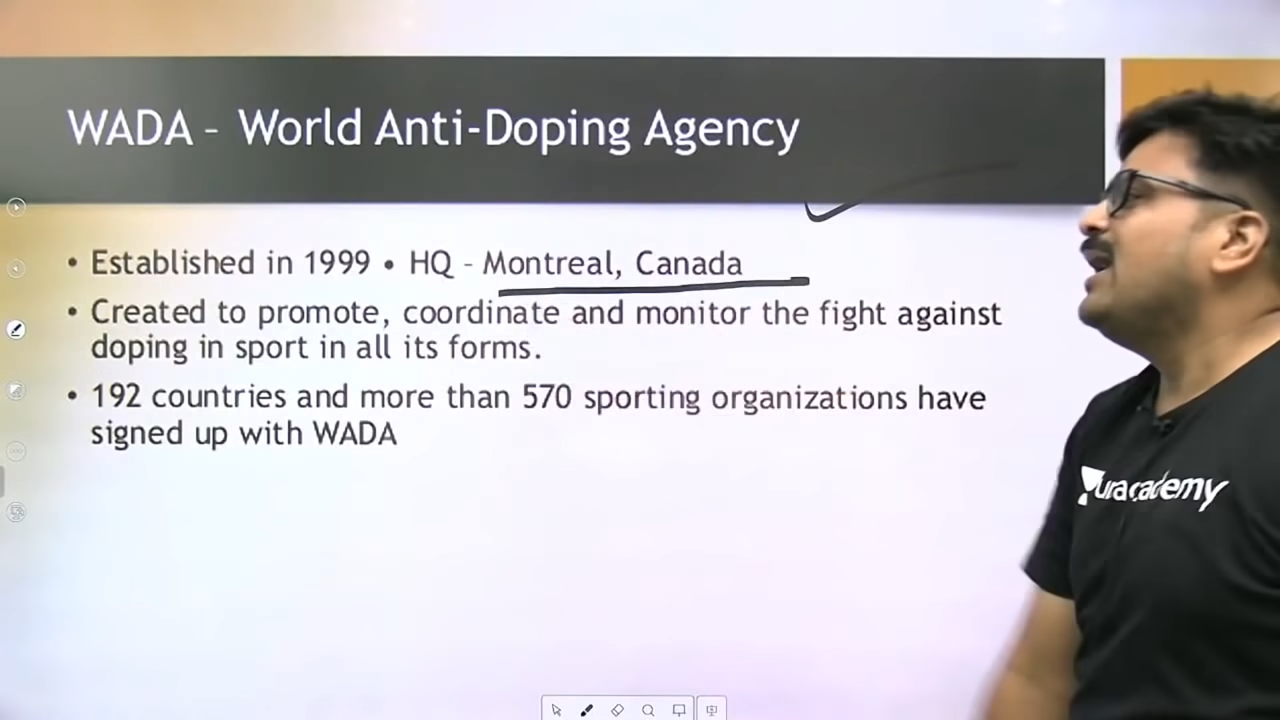 WADA – World Anti-Doping Agency
• Established in 1999 • HQ – Montreal, Canada
• Created to promote, coordinate and monitor the fight against
doping in sport in all its forms.
• 192 countries and more than 570 sporting organizations have
signed up with WADA